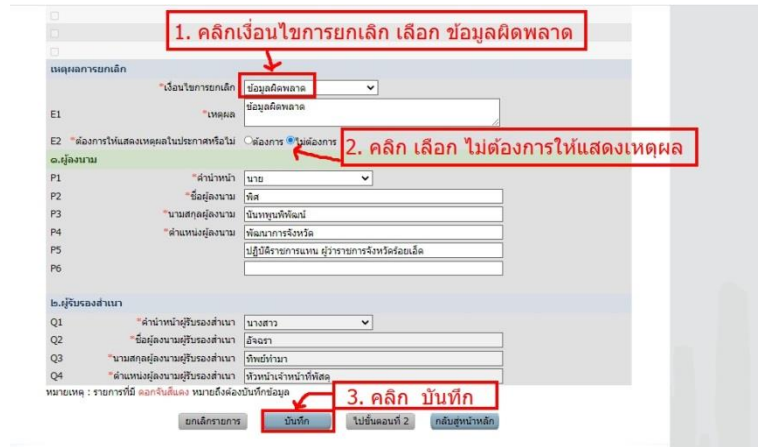 1. คลิกเงื่อนไขการยกเลิก เลือก ข้อมูลผิดพลาด
เหตุผลการยกเลิก
*เงื่อนไขการยกเลิก ข้อมูลผิดพลาด
E1 *เหตุผล ข้อมูลผิดพลาด
E2 *ต้องการให้แสดงเหตุผลในประกาศหรือไม่ ต้องการ ไม่ต้องการ
2. คลิก เลือก ไม่ต้องการให้แสดงเหตุผล
๑.ผู้ลงนาม
P1 *คำนำหน้า นาย
P2 *ชื่อผู้ลงนาม พิศ
P3 *นามสกุลผู้ลงนาม นันทพูนพิพัฒน์
P4 *ตำแหน่งผู้ลงนาม พัฒนาการจังหวัด
P5 ปฏิบัติราชการแทน ผู้ว่าราชการจังหวัดร้อยเอ็ด
P6
๒.ผู้รับรองสำเนา
Q1 *คำนำหน้าผู้รับรองสำเนา นางสาว
Q2 *ชื่อผู้ลงนามผู้รับรองสำเนา อัจฉรา
Q3 *นามสกุลผู้ลงนามผู้รับรองสำเนา ทิพย์ทำมา
Q4 *ตำแหน่งผู้ลงนามผู้รับรองสำเนา หัวหน้าเจ้าหน้าที่พัสดุ
หมายเหตุ : รายการที่มี ดอกจันสีแดง หมายถึงต้องบันทึกข้อมูล
3. คลิก บันทึก
ยกเลิกรายการ บันทึก ไปขั้นตอนที่ 2 กลับสู่หน้าหลัก